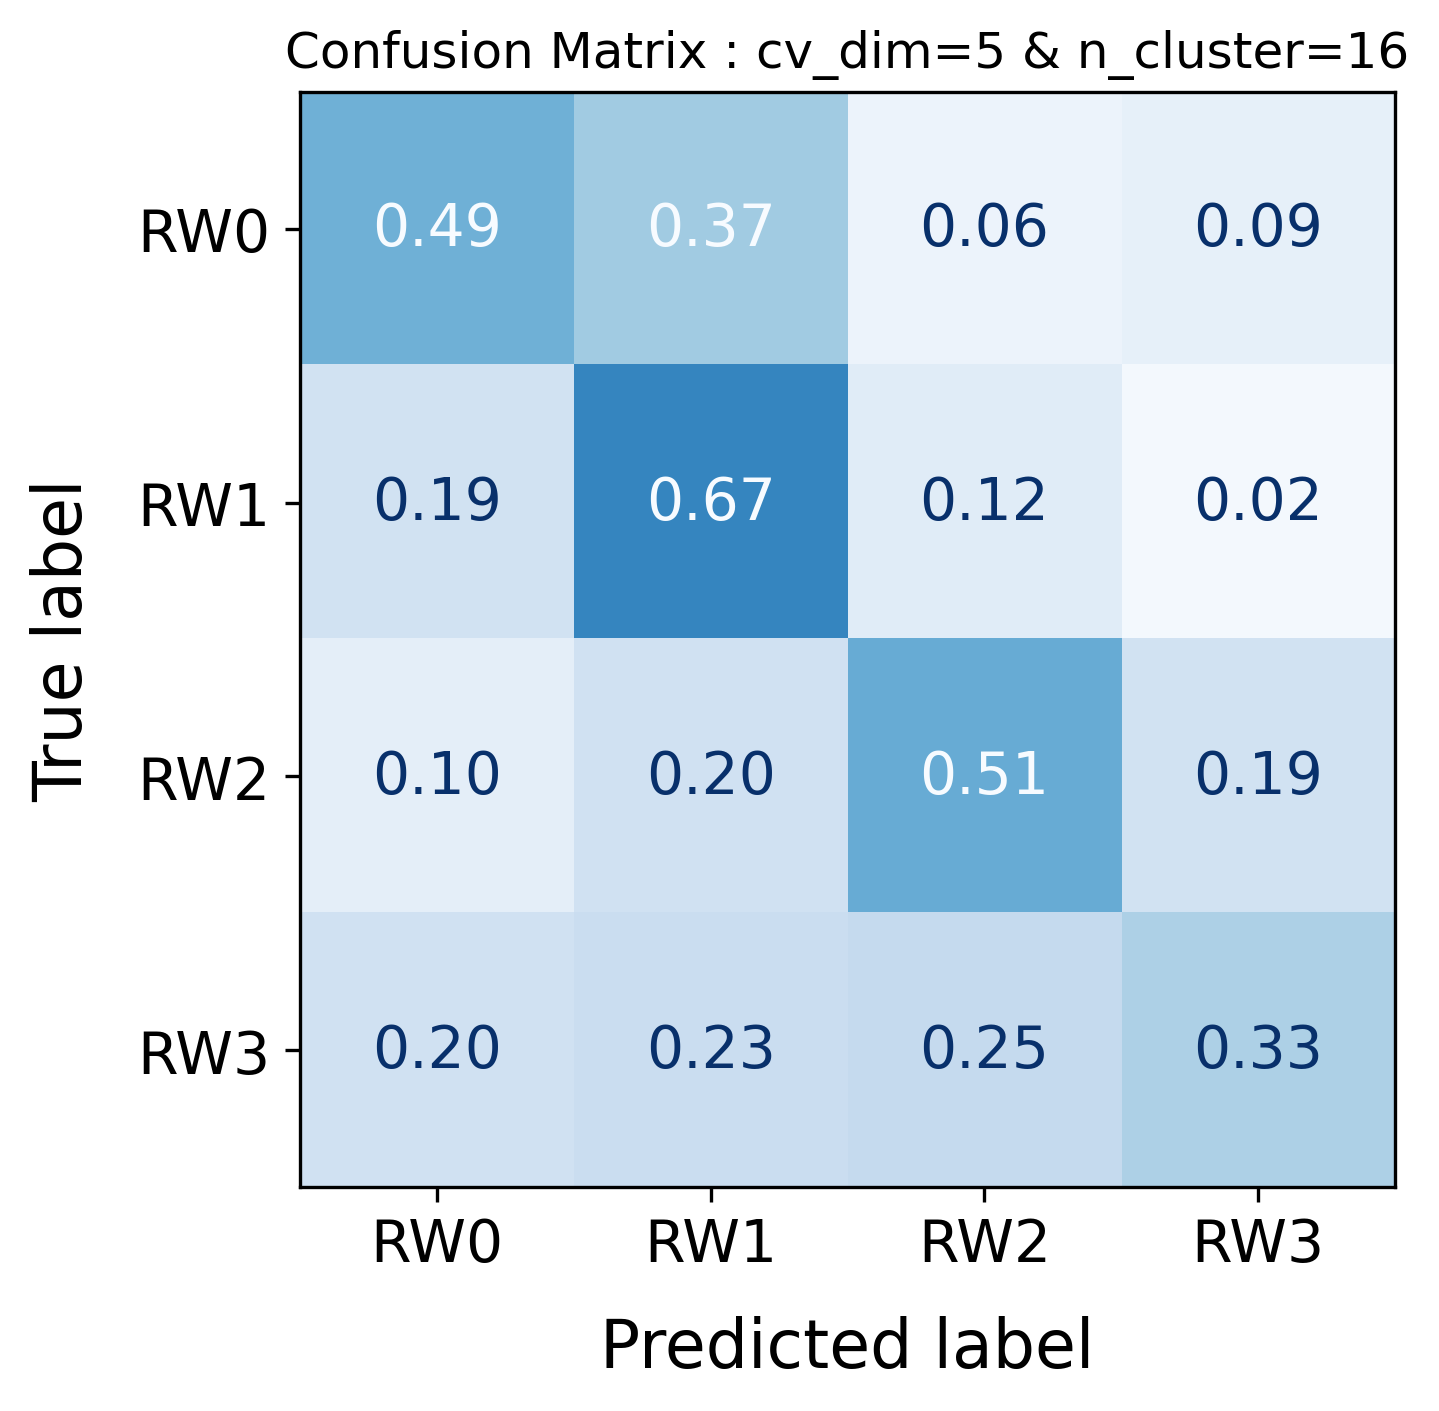 Confusion Matrix : cv_dim=5 & n_cluster=16
True label
RW0 0.49 0.37 0.06 0.09
RW1 0.19 0.67 0.12 0.02
RW2 0.10 0.20 0.51 0.19
RW3 0.20 0.23 0.25 0.33
RW0 RW1 RW2 RW3
Predicted label